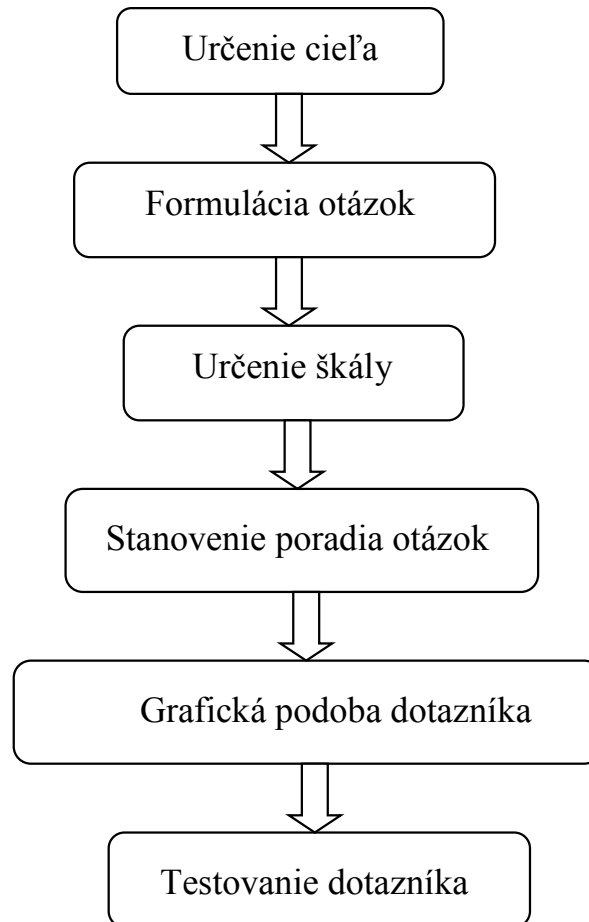 Určenie cieľa
Formulácia otázok
Určenie škály
Stanovenie poradia otázok
Grafická podoba dotazníka
Testovanie dotazníka